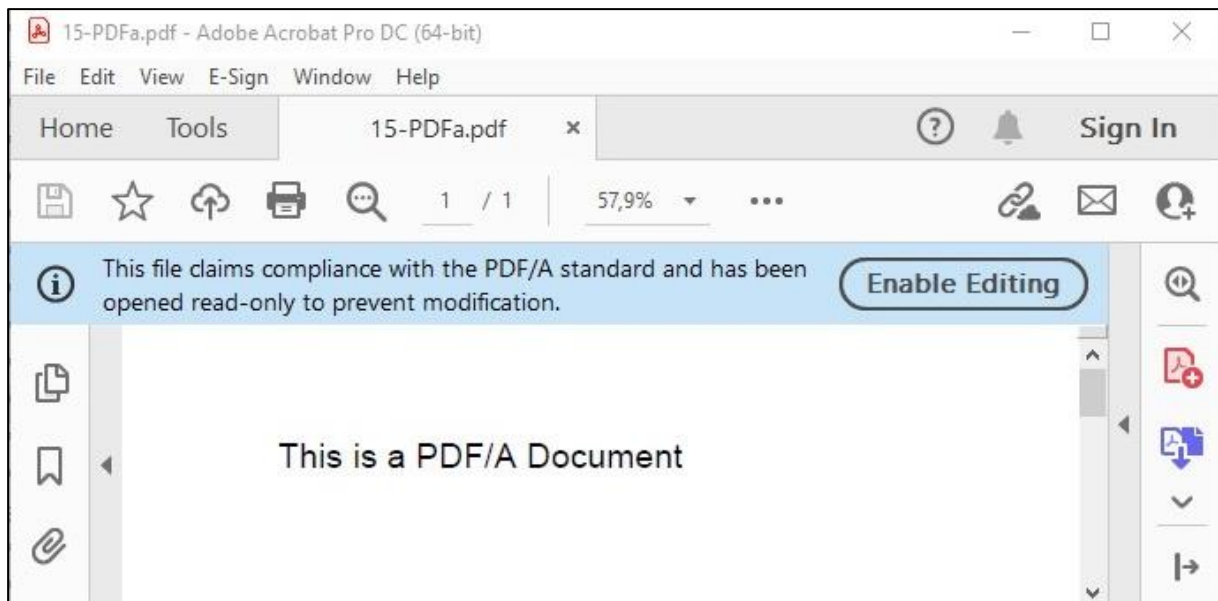 15-PDFa.pdf - Adobe Acrobat Pro DC (64-bit)
File Edit View E-Sign Window Help
Home Tools 15-PDFa.pdf × Sign In
1 / 1 57,9%
This file claims compliance with the PDF/A standard and has been
opened read-only to prevent modification.
Enable Editing
This is a PDF/A Document